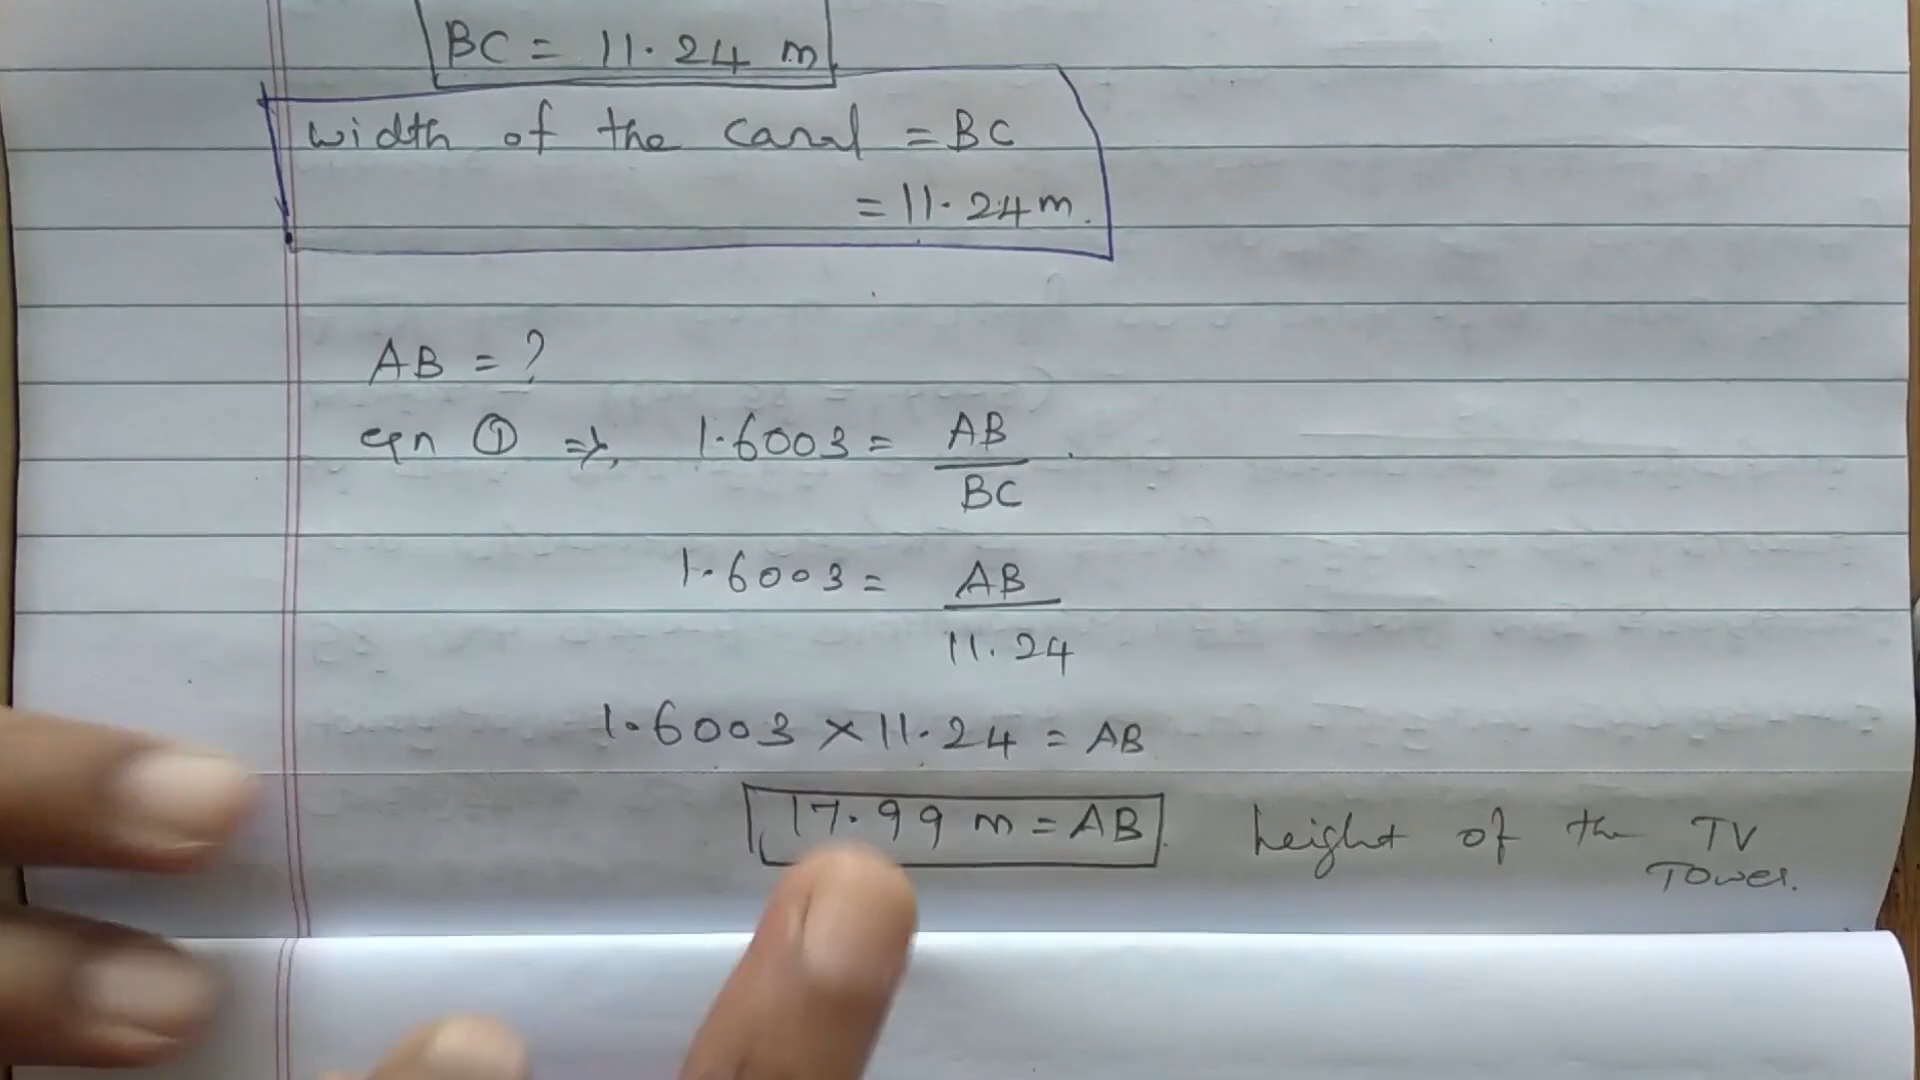 BC = 11.24 m
width of the canal = BC
= 11.24 m.
AB = ?
eqn ① ⇒, 1.6003 = AB / BC
1.6003 = AB / 11.24
1.6003 × 11.24 = AB
17.99 m = AB height of the TV
Tower.